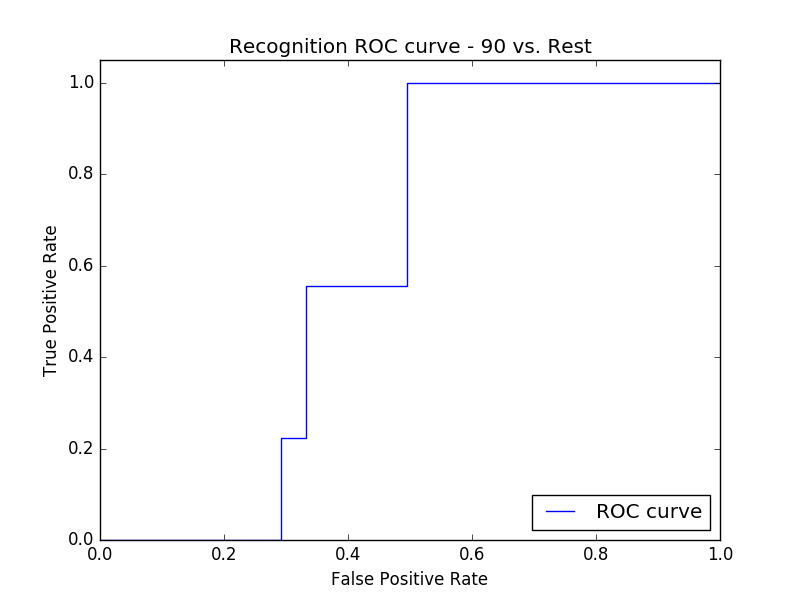 Recognition ROC curve - 90 vs. Rest
1.0
0.8
0.6
0.4
0.2
0.0
True Positive Rate
ROC curve
0.0 0.2 0.4 0.6 0.8 1.0
False Positive Rate